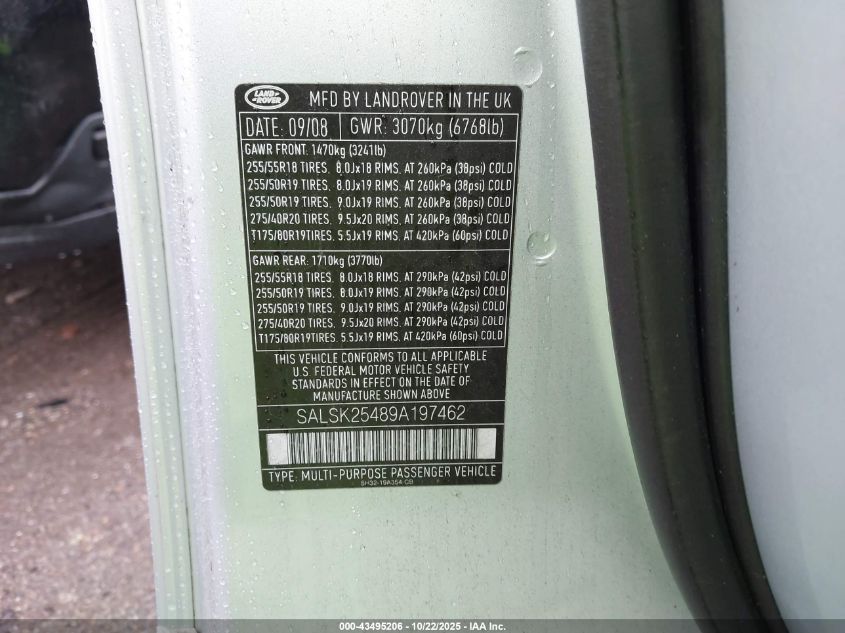 LAND ROVER
MFD BY LANDROVER IN THE UK
DATE: 09/08 GWR: 3070kg (6768lb)
GAWR FRONT: 1470kg (3241lb)
255/55R18 TIRES. 8.0Jx18 RIMS. AT 260kPa (38psi) COLD
255/50R19 TIRES. 8.0Jx19 RIMS. AT 260kPa (38psi) COLD
255/50R19 TIRES. 9.0Jx19 RIMS. AT 260kPa (38psi) COLD
275/40R20 TIRES. 9.5Jx20 RIMS. AT 260kPa (38psi) COLD
T175/80R19TIRES. 5.5Jx19 RIMS. AT 420kPa (60psi) COLD
GAWR REAR: 1710kg (3770lb)
255/55R18 TIRES. 8.0Jx18 RIMS. AT 290kPa (42psi) COLD
255/50R19 TIRES. 8.0Jx19 RIMS. AT 290kPa (42psi) COLD
255/50R19 TIRES. 9.0Jx19 RIMS. AT 290kPa (42psi) COLD
275/40R20 TIRES. 9.5Jx20 RIMS. AT 290kPa (42psi) COLD
T175/80R19TIRES. 5.5Jx19 RIMS. AT 420kPa (60psi) COLD
THIS VEHICLE CONFORMS TO ALL APPLICABLE
U.S. FEDERAL MOTOR VEHICLE SAFETY
STANDARDS IN EFFECT ON THE DATE OF
MANUFACTURE SHOWN ABOVE
SALSK25489A197462
TYPE: MULTI-PURPOSE PASSENGER VEHICLE
5H32-19A354-CB
000-43495206 - 10/22/2025 - IAA Inc.